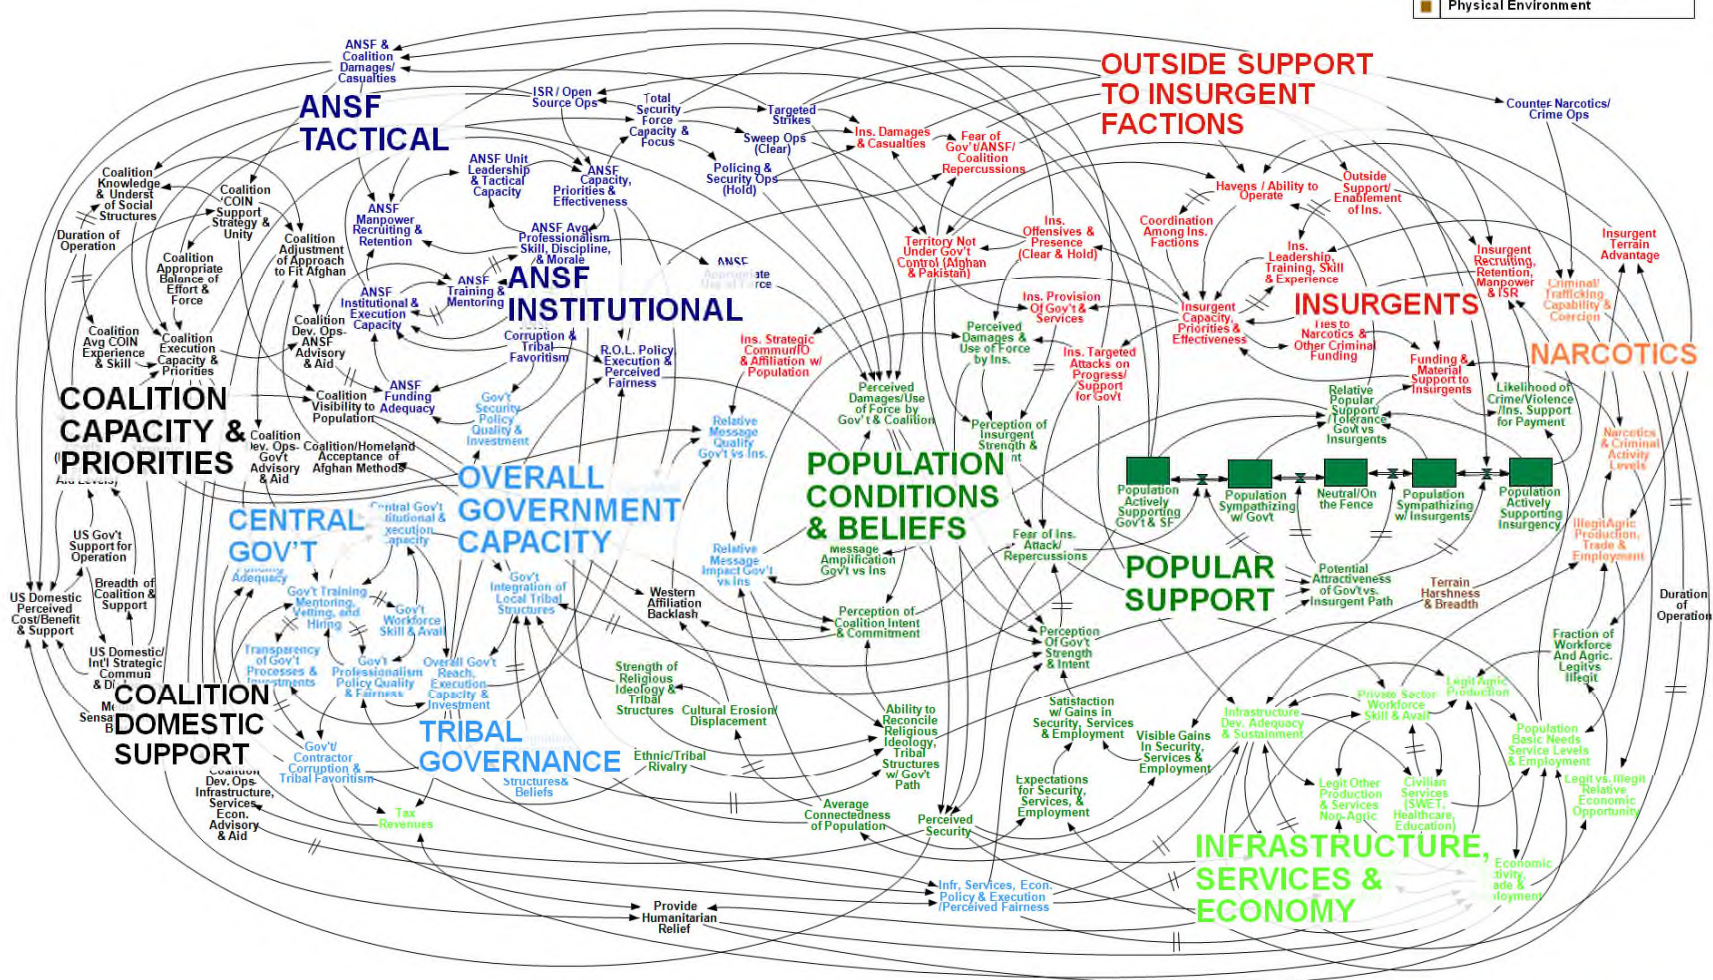 Physical Environment
ANSF &
Coalition
Damages/
Casualties
ANSF
TACTICAL
ISR / Open
Source Ops
Total
Security
Force
Capacity &
Focus
Targeted
Strikes
Sweep Ops
(Clear)
Policing &
Security Ops
(Hold)
Ins. Damages
& Casualties
Fear of
Gov't/ANSF/
Coalition
Repercussions
OUTSIDE SUPPORT
TO INSURGENT
FACTIONS
Counter Narcotics/
Crime Ops
Coalition
Knowledge
& Underst
of Social
Structures
Coalition
COIN
Support
Strategy &
Unity
ANSF Unit
Leadership
& Tactical
Capacity
ANSF
Capacity,
Priorities &
Effectiveness
ANSF
Manpower
Recruiting &
Retention
ANSF Avg
Professionalism
Skill, Discipline,
& Morale
Duration of
Operation
Coalition
Adjustment
of Approach
to Fit Afghan
Coalition
Appropriate
Balance of
Effort &
Force
ANSF
Training &
Mentoring
ANSF
INSTITUTIONAL
ANSF
ANSF
Institutional &
Execution
Capacity
Corruption &
Tribal
Favoritism
R.O.L. Policy,
Execution &
Perceived
Fairness
Coalition
Dev. Ops-
ANSF
Advisory
& Aid
Coalition
Avg COIN
Experience
& Skill
Coalition
Execution
Capacity &
Priorities
ANSF
Funding
Adequacy
Coalition
Visibility to
Population
Territory Not
Under Gov't
Control (Afghan
& Pakistan)
Ins.
Offensives &
Presence
(Clear & Hold)
Havens / Ability to
Operate
Outside
Support/
Enablement
of Ins.
Coordination
Among Ins.
Factions
Ins.
Leadership,
Training, Skill
& Experience
Insurgent
Recruiting,
Retention,
Manpower
& ISR
Insurgent
Terrain
Advantage
Criminal/
Trafficking
Capability &
Coercion
INSURGENTS
Insurgent
Capacity,
Priorities &
Effectiveness
Ties to
Narcotics &
Other Criminal
Funding
Funding &
Material
Support to
Insurgents
NARCOTICS
Ins. Provision
Of Gov't &
Services
Perceived
Damages &
Use of Force
by Ins.
Ins. Targeted
Attacks on
Progress/
Support
for Gov't
Ins. Strategic
Commun/IO
& Affiliation w/
Population
Perceived
Damages/Use
of Force by
Gov't & Coalition
Perception of
Insurgent
Strength &
Relative
Popular
Support/
Tolerance
Gov't vs
Insurgents
Likelihood of
Crime/Violence
/Ins. Support
for Payment
Narcotics
& Criminal
Activity
Levels
COALITION
CAPACITY &
PRIORITIES
Coalition
Dev. Ops-
Gov't
Advisory
& Aid
Coalition/Homeland
Acceptance of
Afghan Methods
Gov't
Security
Policy
Quality &
Investment
Relative
Message
Quality
Gov't vs Ins.
OVERALL
GOVERNMENT
CAPACITY
POPULATION
CONDITIONS
& BELIEFS
Population
Actively
Supporting
Gov't & SF
Population
Sympathizing
w/ Gov't
Neutral/On
the Fence
Population
Sympathizing
w/ Insurgents
Population
Actively
Supporting
Insurgency
CENTRAL
GOV'T
Central Gov't
Adequacy
Gov't Training
Mentoring,
Vetting, and
Hiring
Gov't
Workforce
Skill & Avail
Gov't
Integration of
Local Tribal
Structures
Relative
Message
Impact Gov't
vs Ins
Message
Amplification
Gov't vs Ins
Fear of Ins.
Attack/
Repercussions
POPULAR
SUPPORT
Potential
Attractiveness
of Gov't vs.
Insurgent Path
Terrain
Harshness
& Breadth
Illegit Agric
Production,
Trade &
Employment
Duration
of
Operation
US Gov't
Support for
Operation
US Domestic
Perceived
Cost/Benefit
& Support
Breadth of
Coalition &
Support
US Domestic/
Int'l Strategic
Commun
Western
Affiliation
Backlash
Perception of
Coalition Intent
& Commitment
Perception
Of Gov't
Strength
& Intent
Fraction of
Workforce
And Agric.
Legit vs
Illegit
Transparency
of Gov't
Processes &
Investments
Gov't
Professionalism
Policy Quality
& Fairness
Overall Gov't
Reach,
Execution
Capacity &
Investment
Strength of
Religious
Ideology &
Tribal
Structures
Cultural Erosion/
Displacement
COALITION
DOMESTIC
SUPPORT
Gov't/
Contractor
Corruption &
Tribal Favoritism
TRIBAL
GOVERNANCE
Structures &
Beliefs
Ethnic/Tribal
Rivalry
Ability to
Reconcile
Religious
Ideology,
Tribal
Structures
w/ Gov't
Path
Satisfaction
w/ Gains in
Security, Services
& Employment
Visible Gains
In Security,
Services &
Employment
Expectations
for Security,
Services, &
Employment
Infrastructure
Dev. Adequacy
& Sustainment
Private Sector
Workforce
Skill & Avail
Legit Agric
Production
Population
Basic Needs
Service Levels
& Employment
Legit Other
Production
& Services
Non-Agric
Civilian
Services
(SWET,
Healthcare,
Education)
Legit vs. Illegit
Relative
Economic
Opportunity
Coalition
Dev. Ops-
Infrastructure,
Services,
Econ.
Advisory
& Aid
Tax
Revenues
Average
Connectedness
of Population
Perceived
Security
INFRASTRUCTURE,
SERVICES &
ECONOMY
Economic
Infr, Services, Econ.
Policy & Execution
/Perceived Fairness
Provide
Humanitarian
Relief